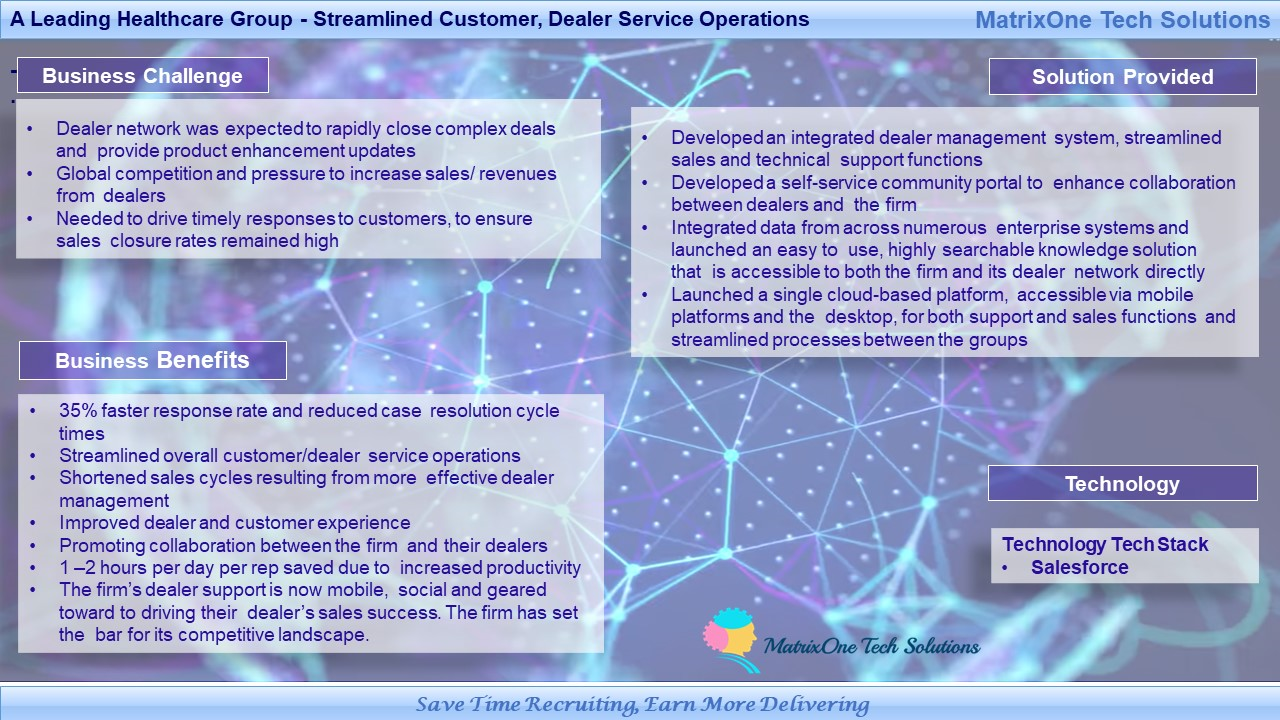 A Leading Healthcare Group - Streamlined Customer, Dealer Service Operations
MatrixOne Tech Solutions
Business Challenge
• Dealer network was expected to rapidly close complex deals
and provide product enhancement updates
• Global competition and pressure to increase sales/ revenues
from dealers
• Needed to drive timely responses to customers, to ensure
sales closure rates remained high
Solution Provided
• Developed an integrated dealer management system, streamlined
sales and technical support functions
• Developed a self-service community portal to enhance collaboration
between dealers and the firm
• Integrated data from across numerous enterprise systems and
launched an easy to use, highly searchable knowledge solution
that is accessible to both the firm and its dealer network directly
• Launched a single cloud-based platform, accessible via mobile
platforms and the desktop, for both support and sales functions and
streamlined processes between the groups
Business Benefits
• 35% faster response rate and reduced case resolution cycle
times
• Streamlined overall customer/dealer service operations
• Shortened sales cycles resulting from more effective dealer
management
• Improved dealer and customer experience
• Promoting collaboration between the firm and their dealers
• 1 –2 hours per day per rep saved due to increased productivity
• The firm’s dealer support is now mobile, social and geared
toward to driving their dealer’s sales success. The firm has set
the bar for its competitive landscape.
Technology
Technology Tech Stack
• Salesforce
MatrixOne Tech Solutions
Save Time Recruiting, Earn More Delivering